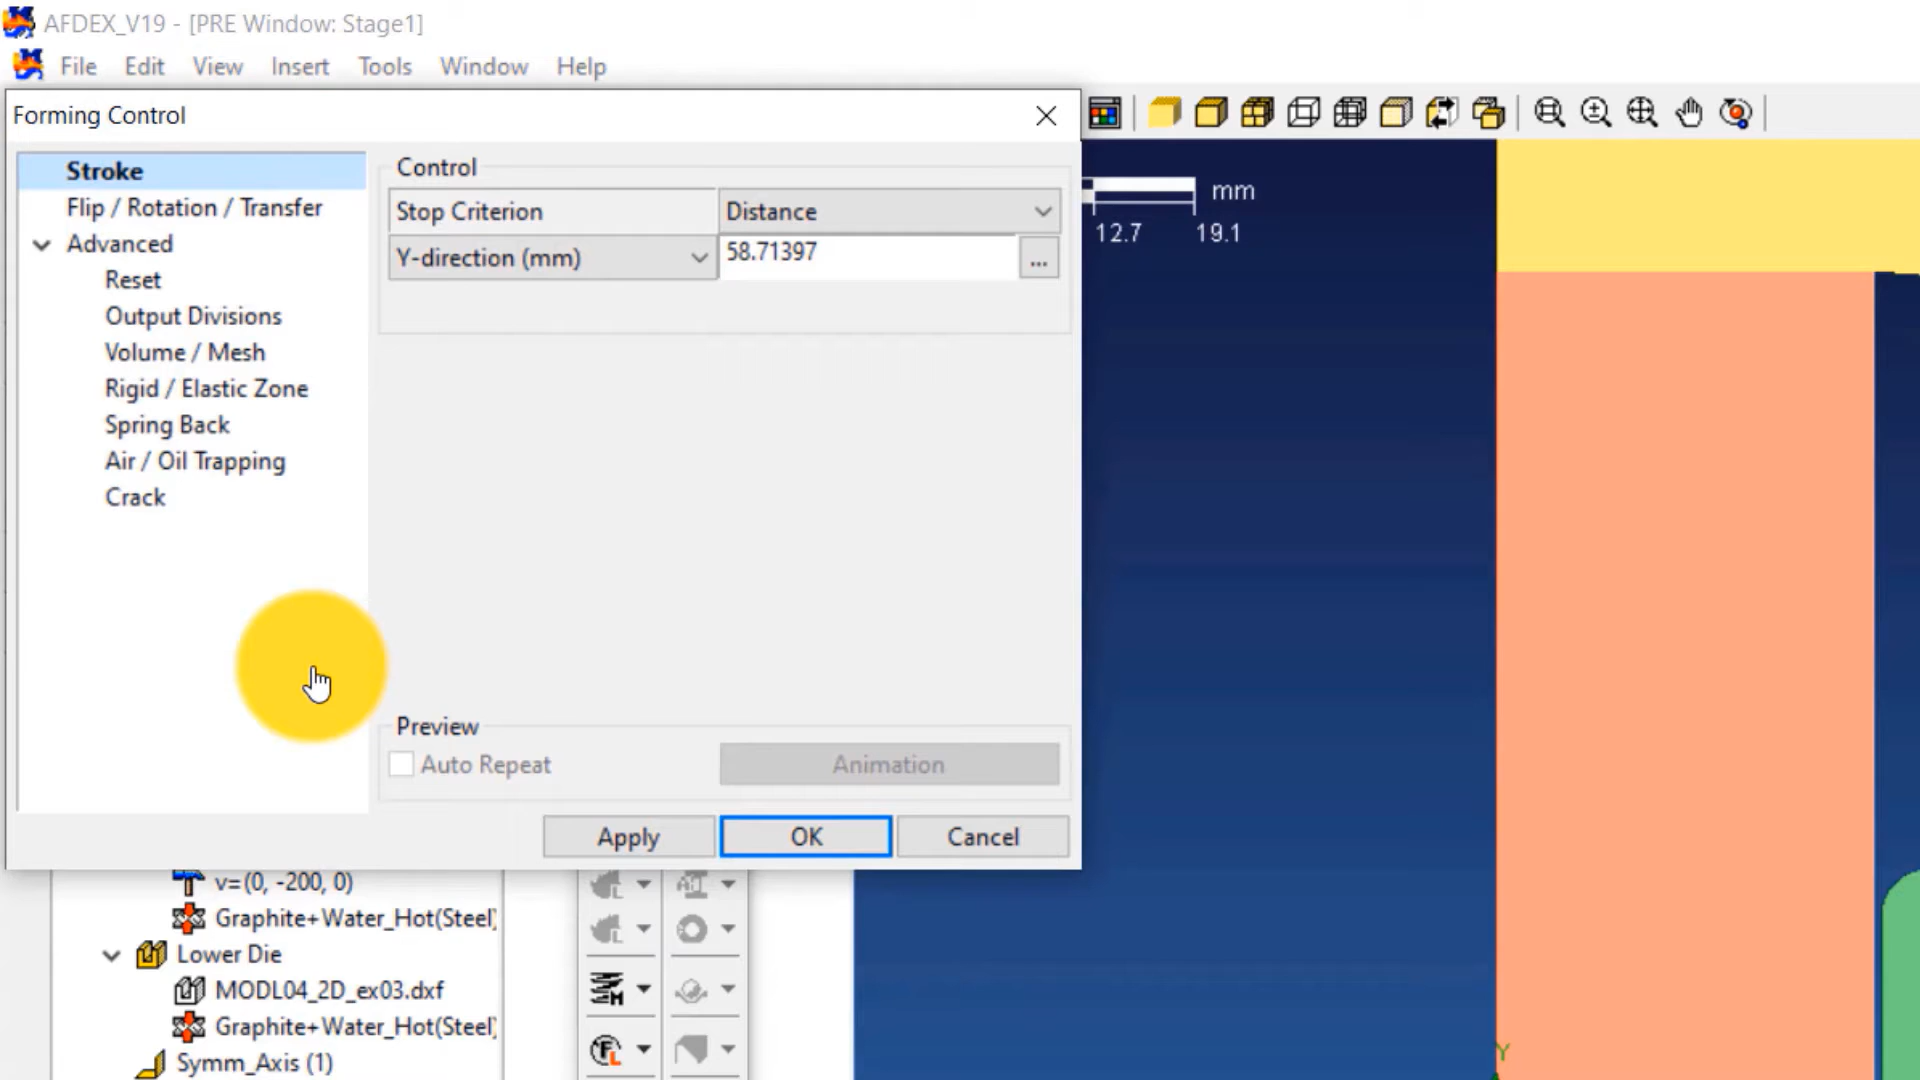 AFDEX_V19 - [PRE Window: Stage1]
File Edit View Insert Tools Window Help
Forming Control
Stroke
Flip / Rotation / Transfer
Advanced
Reset
Output Divisions
Volume / Mesh
Rigid / Elastic Zone
Spring Back
Air / Oil Trapping
Crack
Control
Stop Criterion Distance
Y-direction (mm) 58.71397 ...
Preview
Auto Repeat Animation
Apply OK Cancel
mm
12.7 19.1
v=(0, -200, 0)
Graphite+Water_Hot(Steel)
Lower Die
MODL04_2D_ex03.dxf
Graphite+Water_Hot(Steel)
Symm_Axis (1)
Y